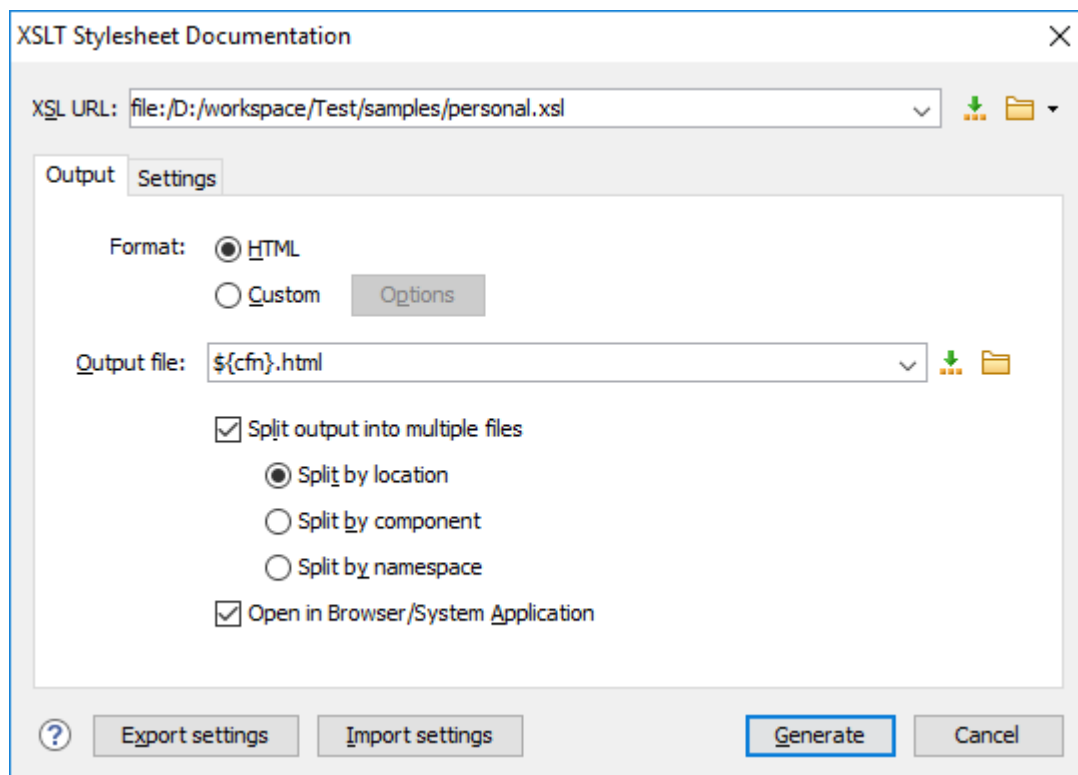 XSLT Stylesheet Documentation
XSL URL: file:/D:/workspace/Test/samples/personal.xsl
Output Settings
Format: HTML
Custom Options
Output file: ${cfn}.html
Split output into multiple files
Split by location
Split by component
Split by namespace
Open in Browser/System Application
? Export settings Import settings Generate Cancel